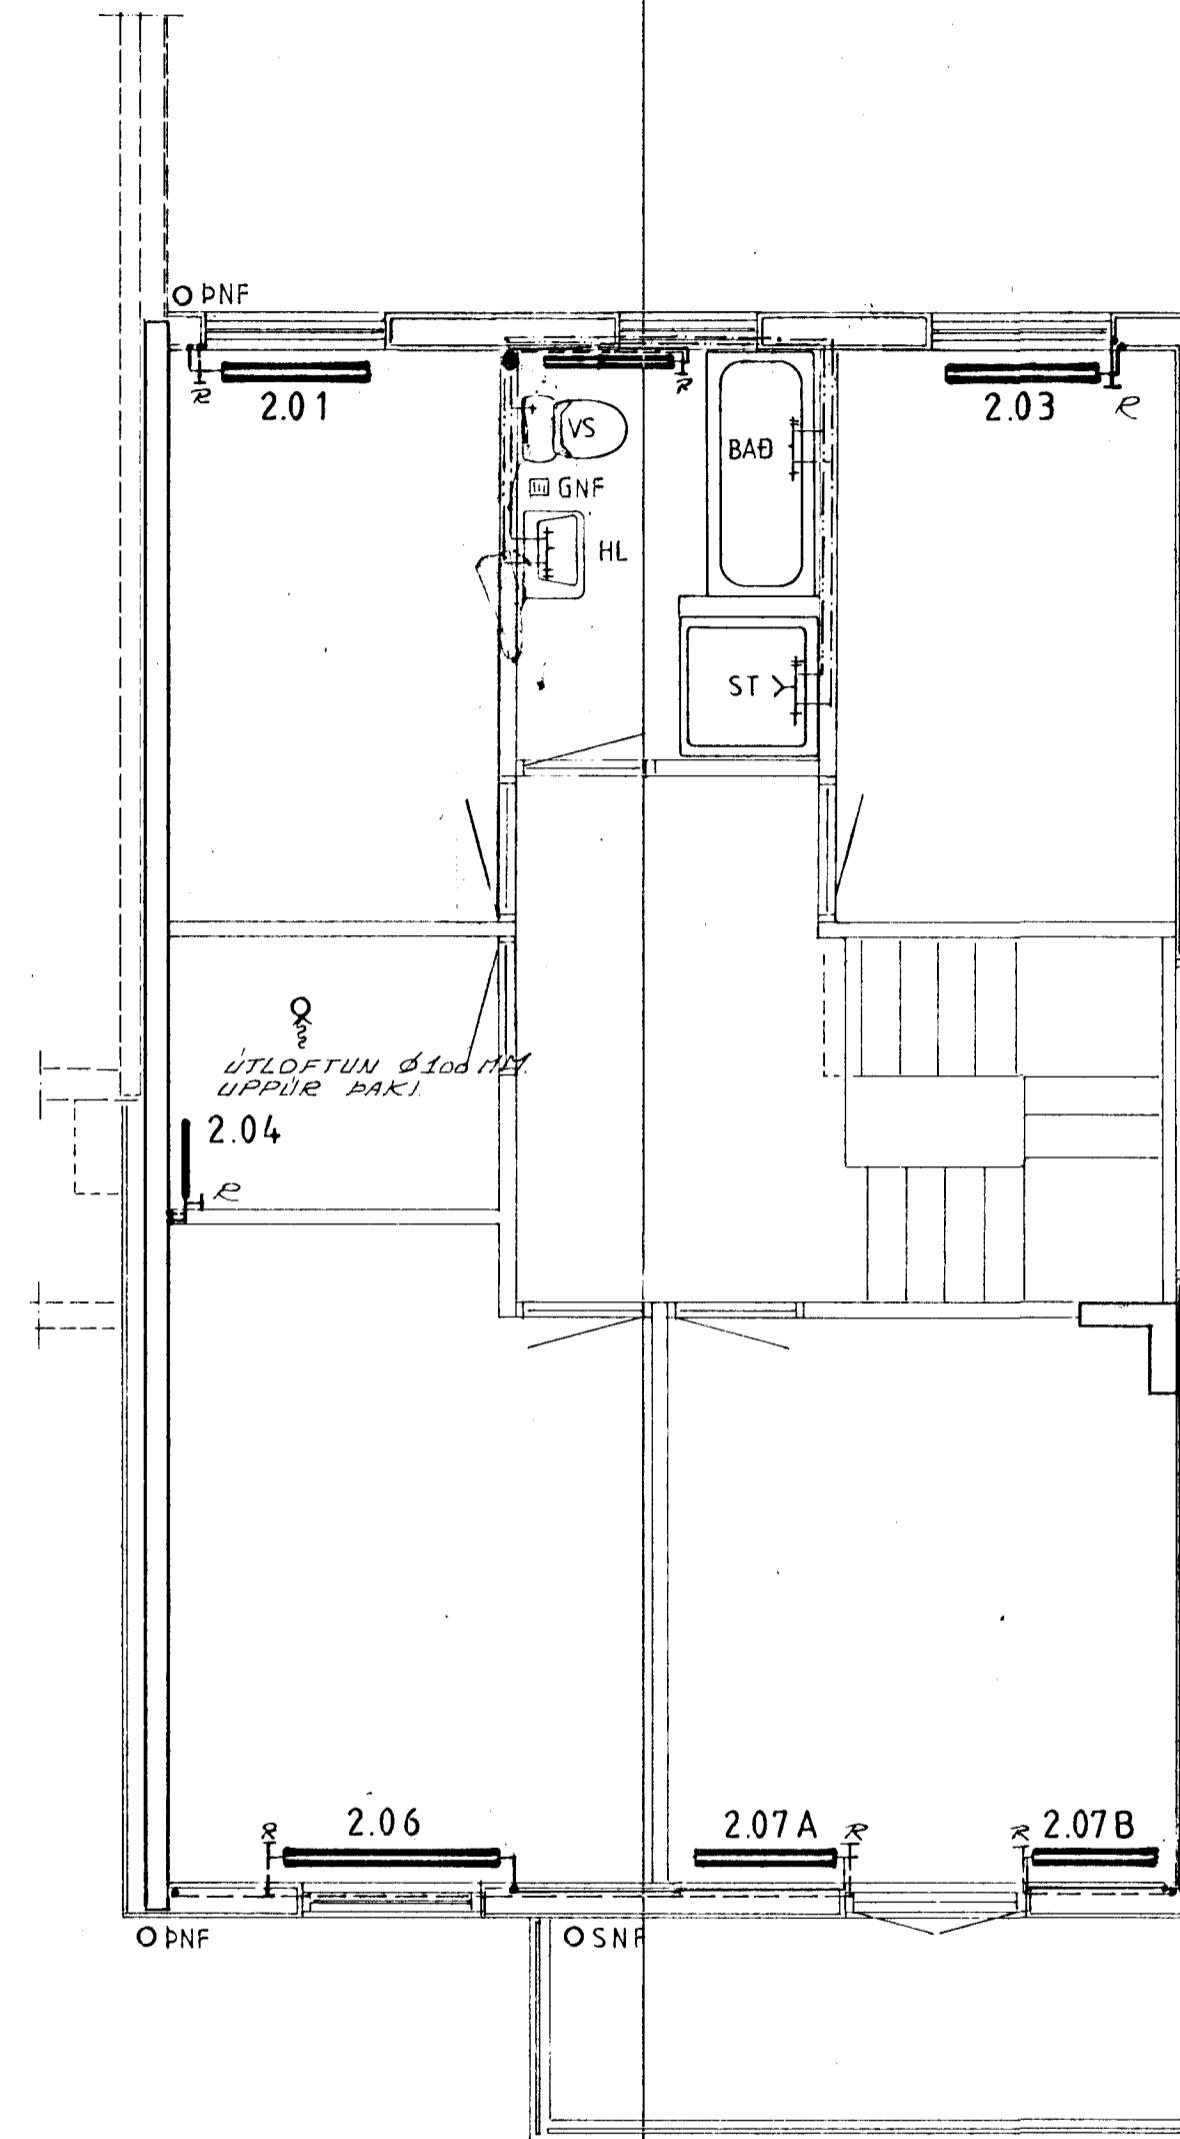 ÞNF
R
2.01
R
2.03
R
VS
BAÐ
GNF
HL
ST
ÚTLOFTUN Ø100 MM.
UPPÚR ÞAKI.
2.04
R
R
2.06
2.07A
R
R
2.07B
ÞNF
SNF